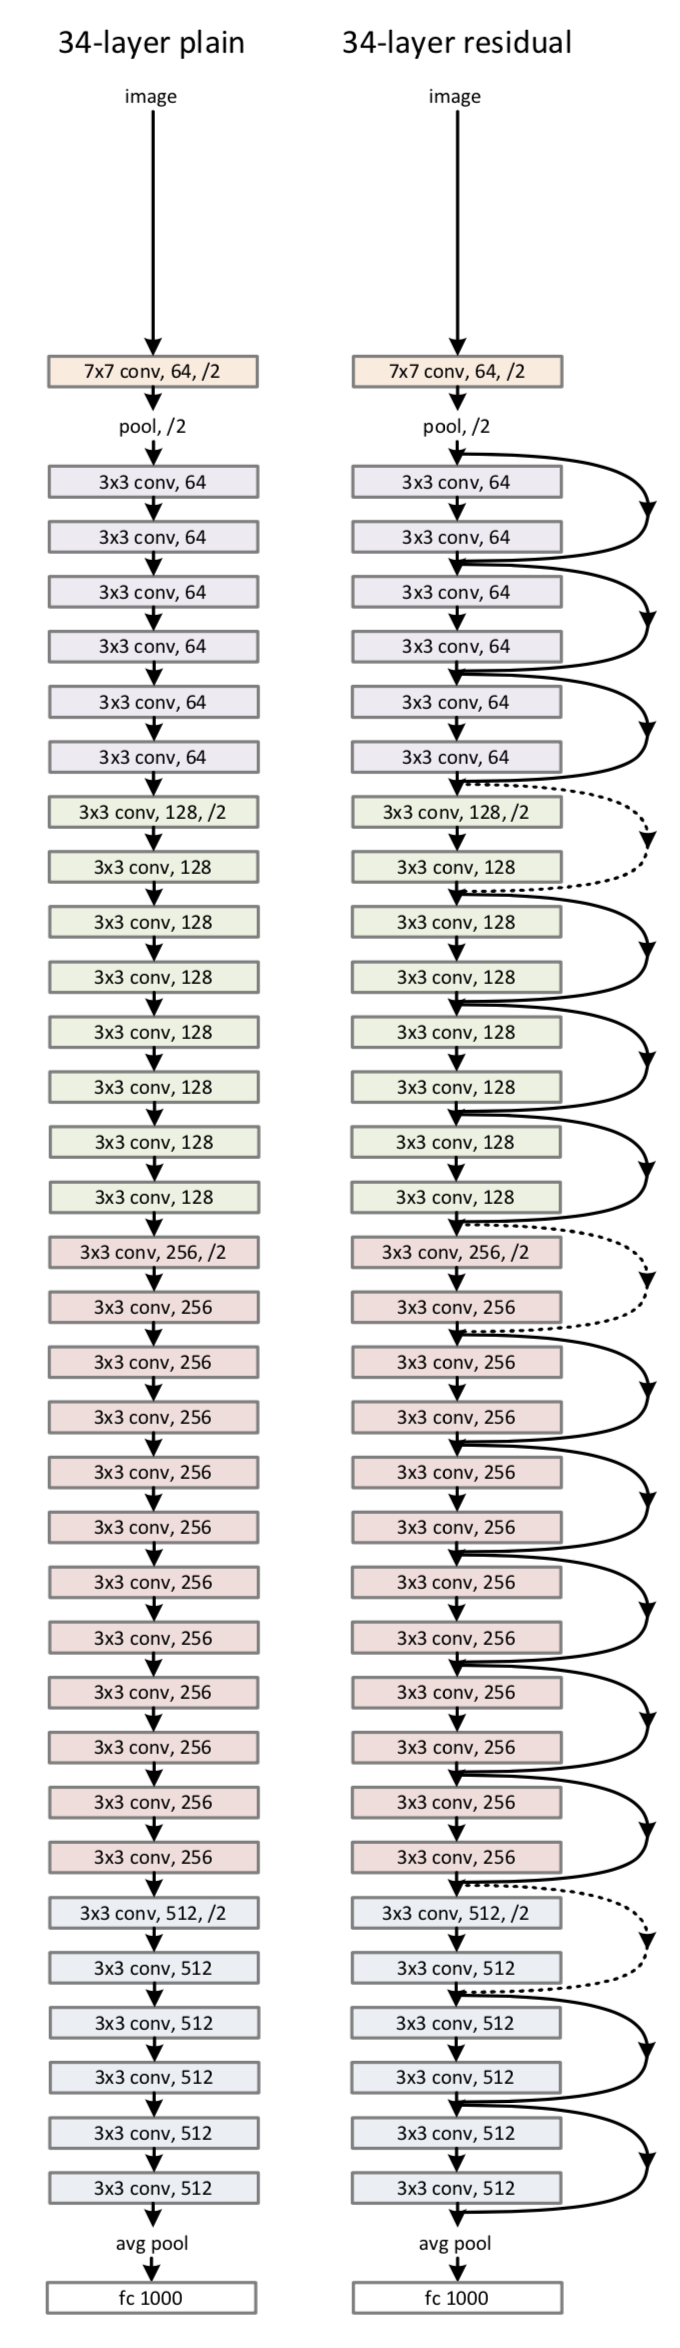 34-layer plain
image
7x7 conv, 64, /2
pool, /2
3x3 conv, 64
3x3 conv, 64
3x3 conv, 64
3x3 conv, 64
3x3 conv, 64
3x3 conv, 64
3x3 conv, 128, /2
3x3 conv, 128
3x3 conv, 128
3x3 conv, 128
3x3 conv, 128
3x3 conv, 128
3x3 conv, 128
3x3 conv, 128
3x3 conv, 256, /2
3x3 conv, 256
3x3 conv, 256
3x3 conv, 256
3x3 conv, 256
3x3 conv, 256
3x3 conv, 256
3x3 conv, 256
3x3 conv, 256
3x3 conv, 256
3x3 conv, 256
3x3 conv, 256
3x3 conv, 512, /2
3x3 conv, 512
3x3 conv, 512
3x3 conv, 512
3x3 conv, 512
3x3 conv, 512
avg pool
fc 1000
34-layer residual
image
7x7 conv, 64, /2
pool, /2
3x3 conv, 64
3x3 conv, 64
3x3 conv, 64
3x3 conv, 64
3x3 conv, 64
3x3 conv, 64
3x3 conv, 128, /2
3x3 conv, 128
3x3 conv, 128
3x3 conv, 128
3x3 conv, 128
3x3 conv, 128
3x3 conv, 128
3x3 conv, 128
3x3 conv, 256, /2
3x3 conv, 256
3x3 conv, 256
3x3 conv, 256
3x3 conv, 256
3x3 conv, 256
3x3 conv, 256
3x3 conv, 256
3x3 conv, 256
3x3 conv, 256
3x3 conv, 256
3x3 conv, 256
3x3 conv, 512, /2
3x3 conv, 512
3x3 conv, 512
3x3 conv, 512
3x3 conv, 512
3x3 conv, 512
avg pool
fc 1000